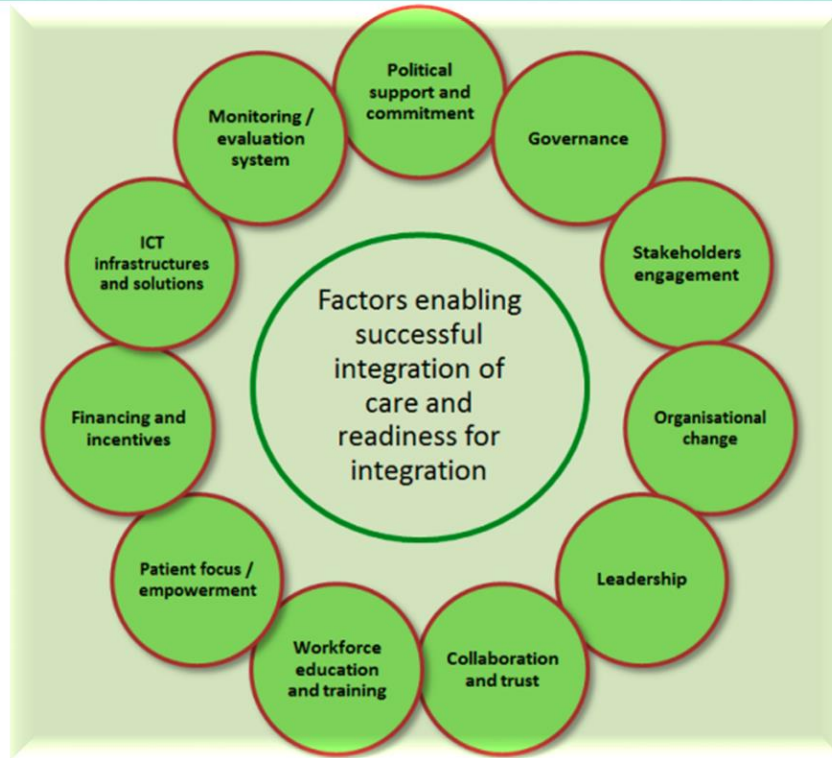 Political
support and
commitment
Governance
Stakeholders
engagement
Organisational
change
Leadership
Collaboration
and trust
Workforce
education
and training
Patient focus /
empowerment
Financing and
incentives
ICT
infrastructures
and solutions
Monitoring /
evaluation
system
Factors enabling
successful
integration of
care and
readiness for
integration